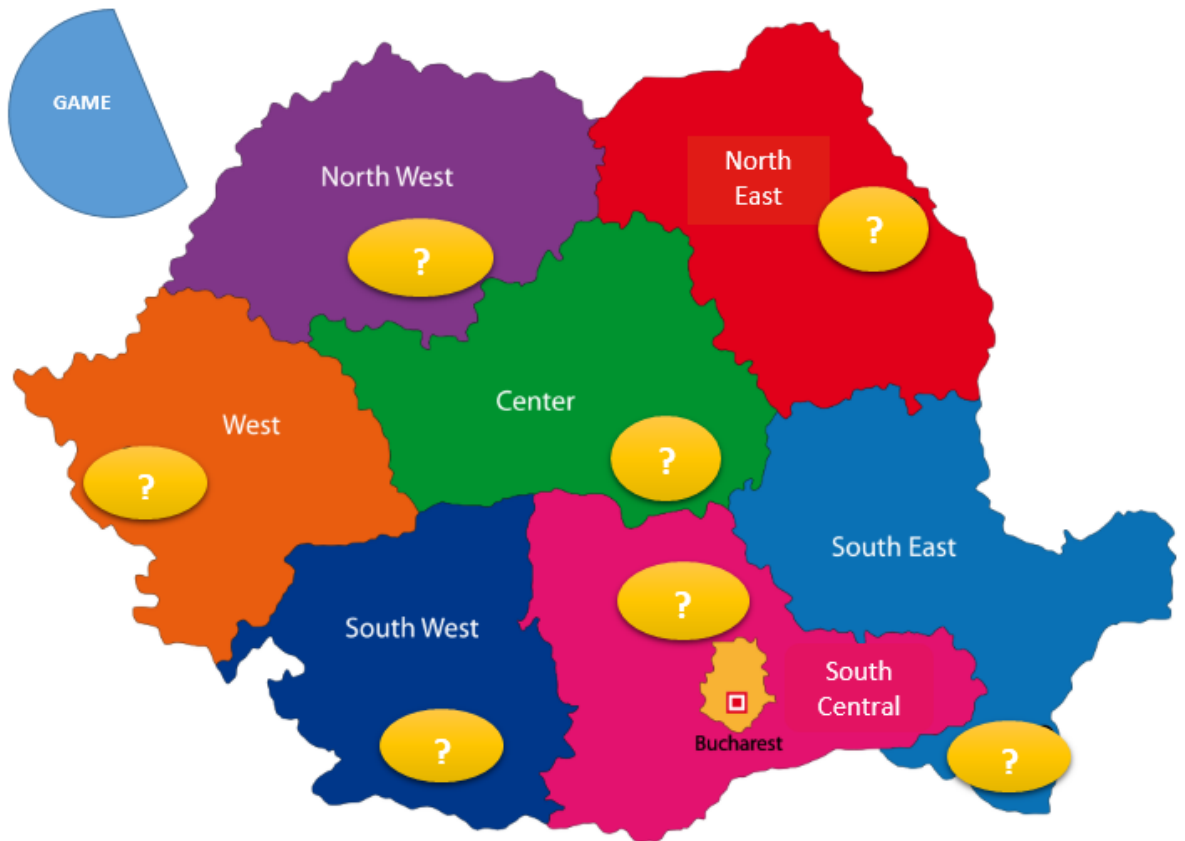 GAME
North West
North
East
?
?
Center
West
?
?
South East
?
South West
South
Central
?
Bucharest
?